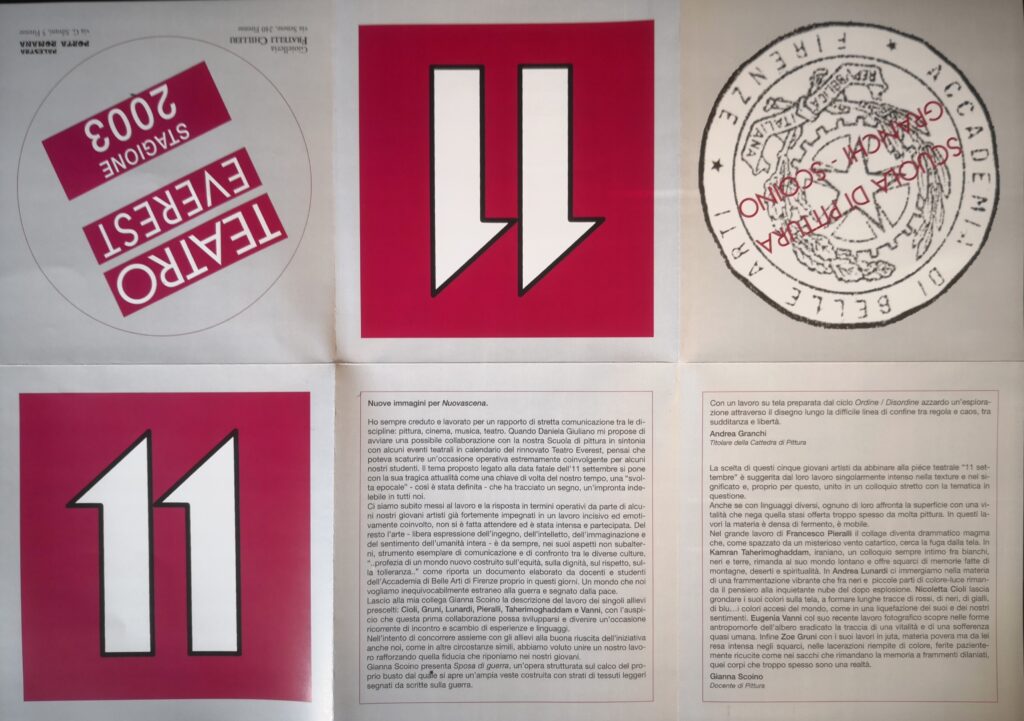 PALESTRA
PORTA ROMANA
Gioielleria
FRATELLI CHILLERI
via Senese, 240 Firenze
TEATRO
EVEREST
STAGIONE
2003
11
ACCADEMIA DI BELLE ARTI FIRENZE
REPUBBLICA ITALIANA
SCUOLA DI PITTURA
GRANCHI - SCOINO
11
Nuove immagini per Nuovascena.
Ho sempre creduto e lavorato per un rapporto di stretta comunicazione tra le di-
scipline: pittura, cinema, musica, teatro. Quando Daniela Giuliano mi propose di
avviare una possibile collaborazione con la nostra Scuola di pittura in sintonia
con alcuni eventi teatrali in calendario del rinnovato Teatro Everest, pensai che
poteva scaturire un'occasione operativa estremamente coinvolgente per alcuni
nostri studenti. Il tema proposto legato alla data fatale dell'11 settembre si pone
con la sua tragica attualità come una chiave di volta del nostro tempo, una "svol-
ta epocale" - così è stata definita - che ha tracciato un segno, un'impronta inde-
lebile in tutti noi.
Ci siamo subito messi al lavoro e la risposta in termini operativi da parte di alcu-
ni nostri giovani artisti già fortemente impegnati in un lavoro incisivo ed emoti-
vamente coinvolto, non si è fatta attendere ed è stata intensa e partecipata. Del
resto l'arte - libera espressione dell'ingegno, dell'intelletto, dell'immaginazione e
del sentimento dell'umanità intera - è da sempre, nei suoi aspetti non subalter-
ni, strumento esemplare di comunicazione e di confronto tra le diverse culture.
"..profezia di un mondo nuovo costruito sull'equità, sulla dignità, sul rispetto, sul-
la tolleranza.." come riporta un documento elaborato da docenti e studenti
dell'Accademia di Belle Arti di Firenze proprio in questi giorni. Un mondo che noi
vogliamo inequivocabilmente estraneo alla guerra e segnato dalla pace.
Lascio alla mia collega Gianna Scoino la descrizione del lavoro dei singoli allievi
prescelti: Cioli, Gruni, Lunardi, Pieralli, Taherimoghaddam e Vanni, con l'auspi-
cio che questa prima collaborazione possa svilupparsi e divenire un'occasione
ricorrente di incontro e scambio di esperienze e linguaggi.
Nell'intento di concorrere assieme con gli allievi alla buona riuscita dell'iniziativa
anche noi, come in altre circostanze simili, abbiamo voluto unire un nostro lavo-
ro rafforzando quella fiducia che riponiamo nei nostri giovani.
Gianna Scoino presenta Sposa di guerra, un'opera strutturata sul calco del pro-
prio busto dal quale si apre un'ampia veste costruita con strati di tessuti leggeri
segnati da scritte sulla guerra.
Con un lavoro su tela preparata dal ciclo Ordine / Disordine azzardo un'esplora-
zione attraverso il disegno lungo la difficile linea di confine tra regola e caos, tra
sudditanza e libertà.
Andrea Granchi
Titolare della Cattedra di Pittura
La scelta di questi cinque giovani artisti da abbinare alla pièce teatrale "11 set-
tembre" è suggerita dal loro lavoro singolarmente intenso nella texture e nel si-
gnificato e, proprio per questo, unito in un colloquio stretto con la tematica in
questione.
Anche se con linguaggi diversi, ognuno di loro affronta la superficie con una vi-
talità che nega quella stasi offerta troppo spesso da molta pittura. In questi la-
vori la materia è densa di fermento, è mobile.
Nel grande lavoro di Francesco Pieralli il collage diventa drammatico magma
che, come spazzato da un misterioso vento catartico, cerca la fuga dalla tela. In
Kamran Taherimoghaddam, iraniano, un colloquio sempre intimo fra bianchi,
neri e terre, rimanda al suo mondo lontano e offre squarci di memorie fatte di
montagne, deserti e spiritualità. In Andrea Lunardi ci immergiamo nella materia
di una frammentazione vibrante che fra neri e piccole parti di colore-luce riman-
da il pensiero alla inquietante nube del dopo esplosione. Nicoletta Cioli lascia
grondare i suoi colori sulla tela, a formare lunghe tracce di rossi, di neri, di gialli,
di blu...i colori accesi del mondo, come in una liquefazione dei suoi e dei nostri
sentimenti. Eugenia Vanni col suo recente lavoro fotografico scopre nelle forme
antropomorfe dell'albero sradicato la traccia di una vitalità e di una sofferenza
quasi umana. Infine Zoe Gruni con i suoi lavori in juta, materia povera ma da lei
resa intensa negli squarci, nelle lacerazioni riempite di colore, ferite paziente-
mente ricucite come nei sacchi che rimandano la memoria a frammenti dilaniati,
quei corpi che troppo spesso sono una realtà.
Gianna Scoino
Docente di Pittura